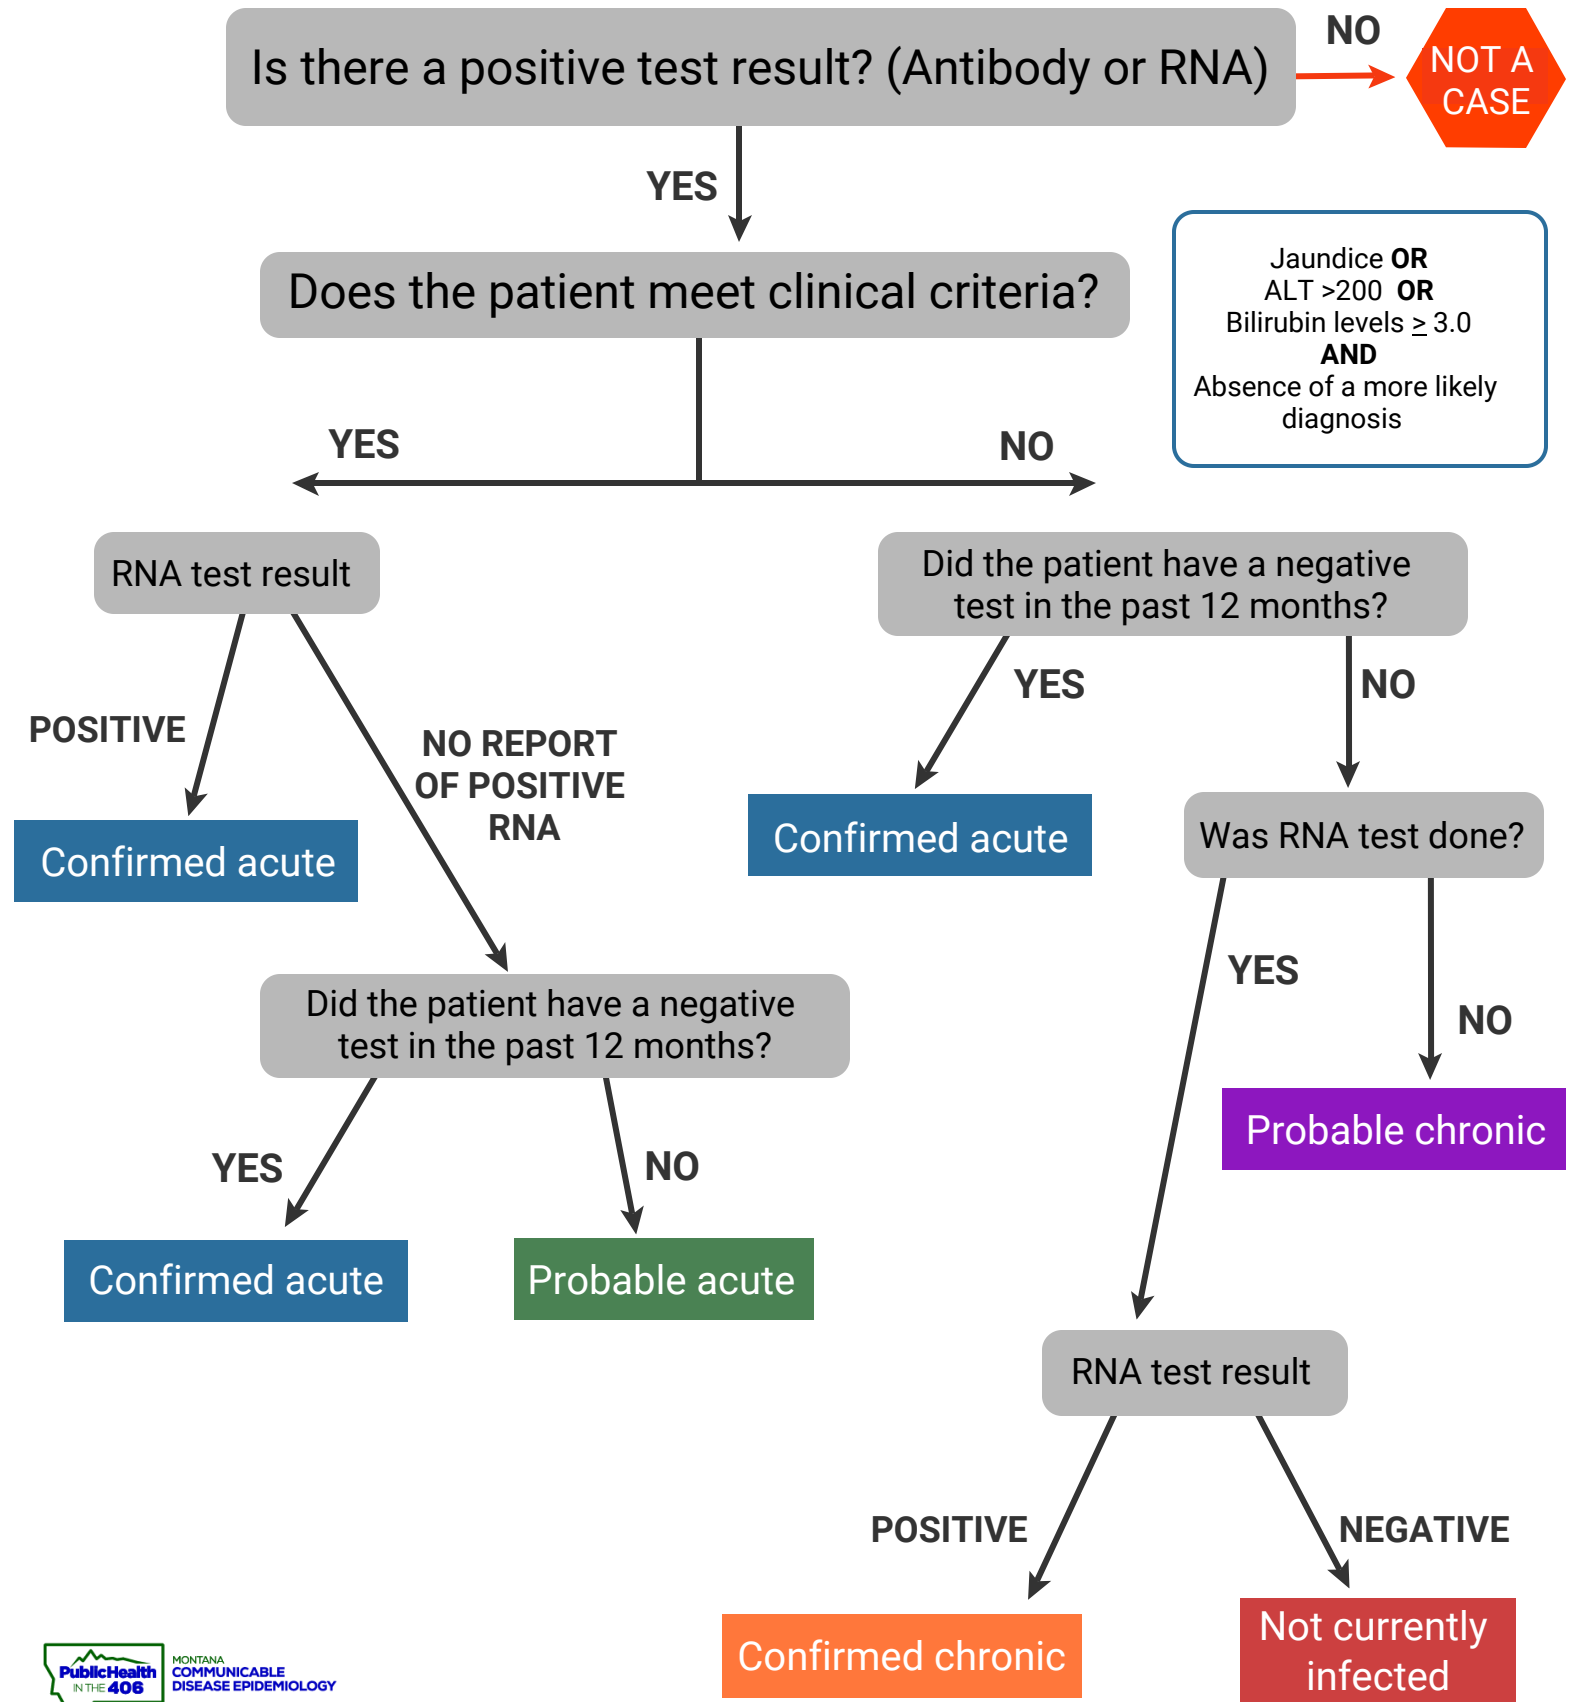 Is there a positive test result? (Antibody or RNA)
NO
NOT A
CASE
YES
Does the patient meet clinical criteria?
Jaundice OR
ALT >200 OR
Bilirubin levels ≥ 3.0
AND
Absence of a more likely
diagnosis
YES
NO
RNA test result
Did the patient have a negative
test in the past 12 months?
POSITIVE
NO REPORT
OF POSITIVE
RNA
YES
NO
Confirmed acute
Confirmed acute
Was RNA test done?
YES
NO
Did the patient have a negative
test in the past 12 months?
Probable chronic
YES
NO
Confirmed acute
Probable acute
RNA test result
POSITIVE
NEGATIVE
Confirmed chronic
Not currently
infected
PublicHealth
IN THE 406
MONTANA
COMMUNICABLE
DISEASE EPIDEMIOLOGY